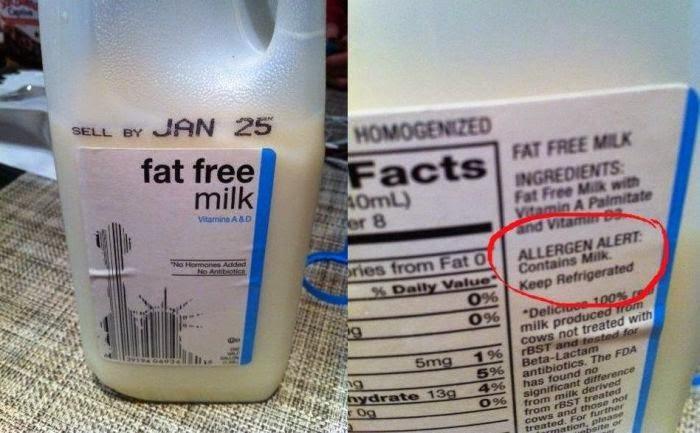 SELL BY JAN 25
fat free
milk
Vitamins A & D
*No Hormones Added
No Antibiotics
HOMOGENIZED
Facts
40mL)
er 8
ories from Fat 0
% Daily Value*
0%
0%
5mg 1%
5%
hydrate 13g 4%
0g 0%
FAT FREE MILK
INGREDIENTS:
Fat Free Milk with
Vitamin A Palmitate
and Vitamin D3
ALLERGEN ALERT:
Contains Milk.
Keep Refrigerated
100%
milk produced from
cows not treated with
rBST and tested for
Beta-Lactam
antibiotics. The FDA
has found no
significant difference
from milk derived
from rBST treated
cows and those not
treated. For further
please